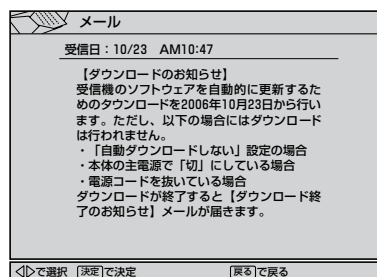 メール
受信日：10/23　AM10:47
【ダウンロードのお知らせ】
受信機のソフトウェアを自動的に更新するた
めのダウンロードを2006年10月23日から行い
ます。ただし、以下の場合にはダウンロード
は行われません。
・「自動ダウンロードしない」設定の場合
・本体の主電源で「切」にしている場合
・電源コードを抜いている場合
ダウンロードが終了すると【ダウンロード終
了のお知らせ】メールが届きます。
◁▷で選択　決定で決定　戻るで戻る